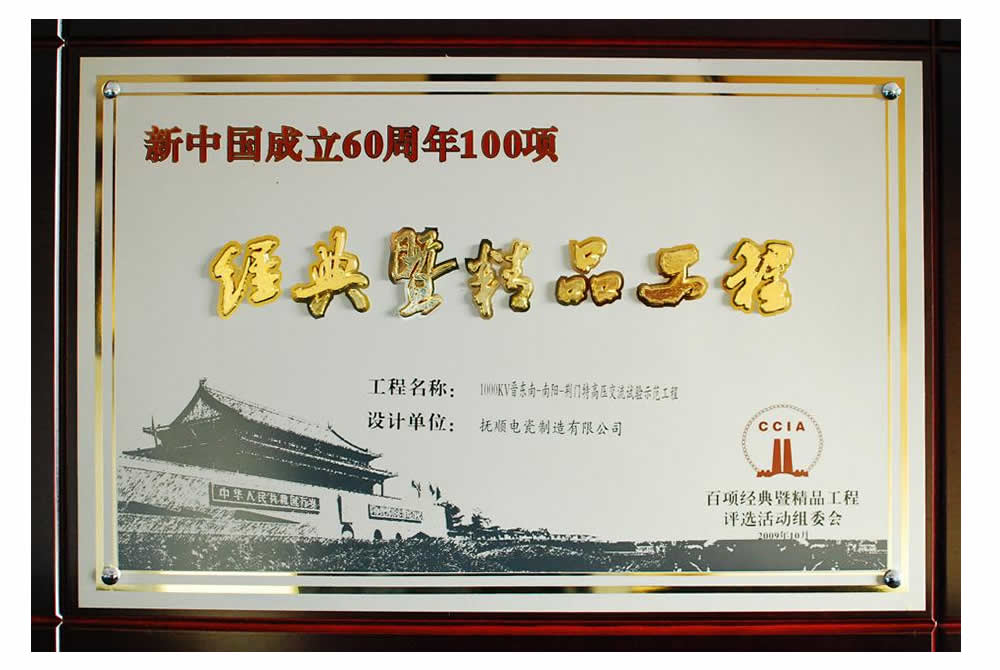 新中国成立60周年100项
经典暨精品工程
工程名称：1000KV晋东南-南阳-荆门特高压交流试验示范工程
设计单位：抚顺电瓷制造有限公司
中华人民共和国万岁
CCIA
百项经典暨精品工程
评选活动组委会
2009年10月